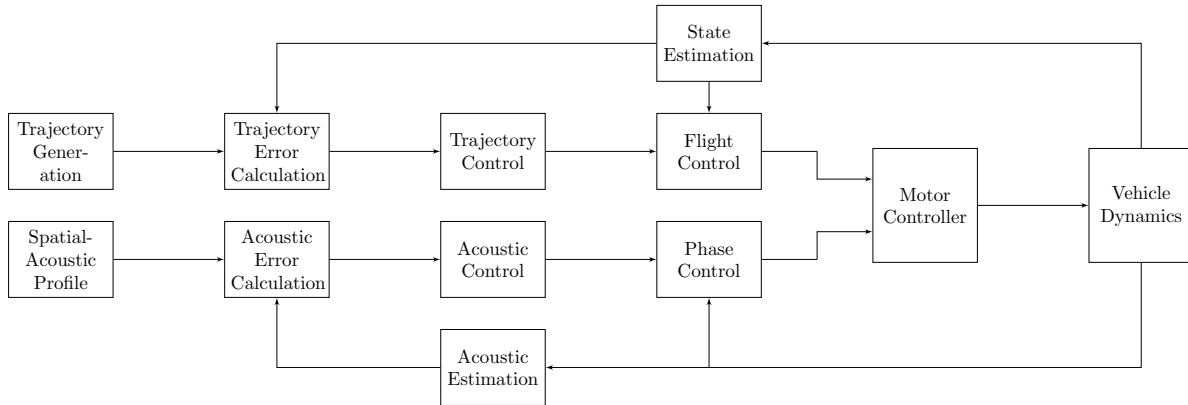 State
Estimation
Trajectory
Gener-
ation
Trajectory
Error
Calculation
Trajectory
Control
Flight
Control
Motor
Controller
Vehicle
Dynamics
Spatial-
Acoustic
Profile
Acoustic
Error
Calculation
Acoustic
Control
Phase
Control
Acoustic
Estimation